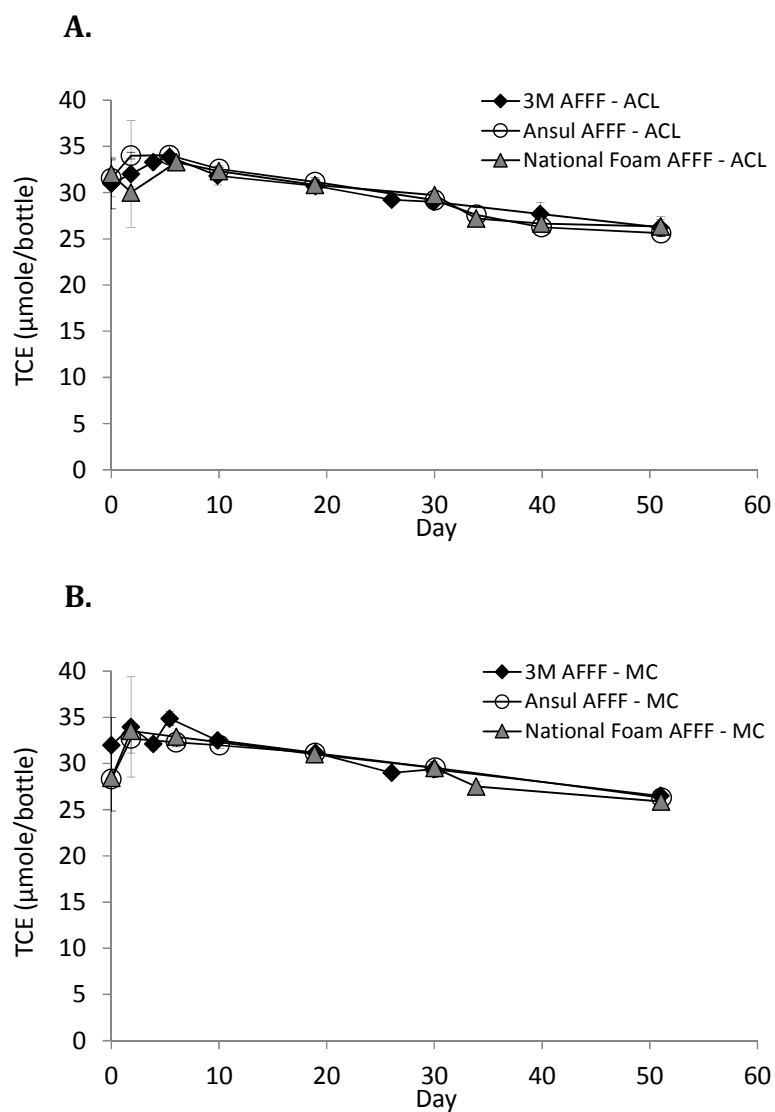 A.
40
35
30
25
20
15
10
5
0
TCE (µmole/bottle)
3M AFFF - ACL
Ansul AFFF - ACL
National Foam AFFF - ACL
0 10 20 30 40 50 60
Day
B.
40
35
30
25
20
15
10
5
0
TCE (µmole/bottle)
3M AFFF - MC
Ansul AFFF - MC
National Foam AFFF - MC
0 10 20 30 40 50 60
Day